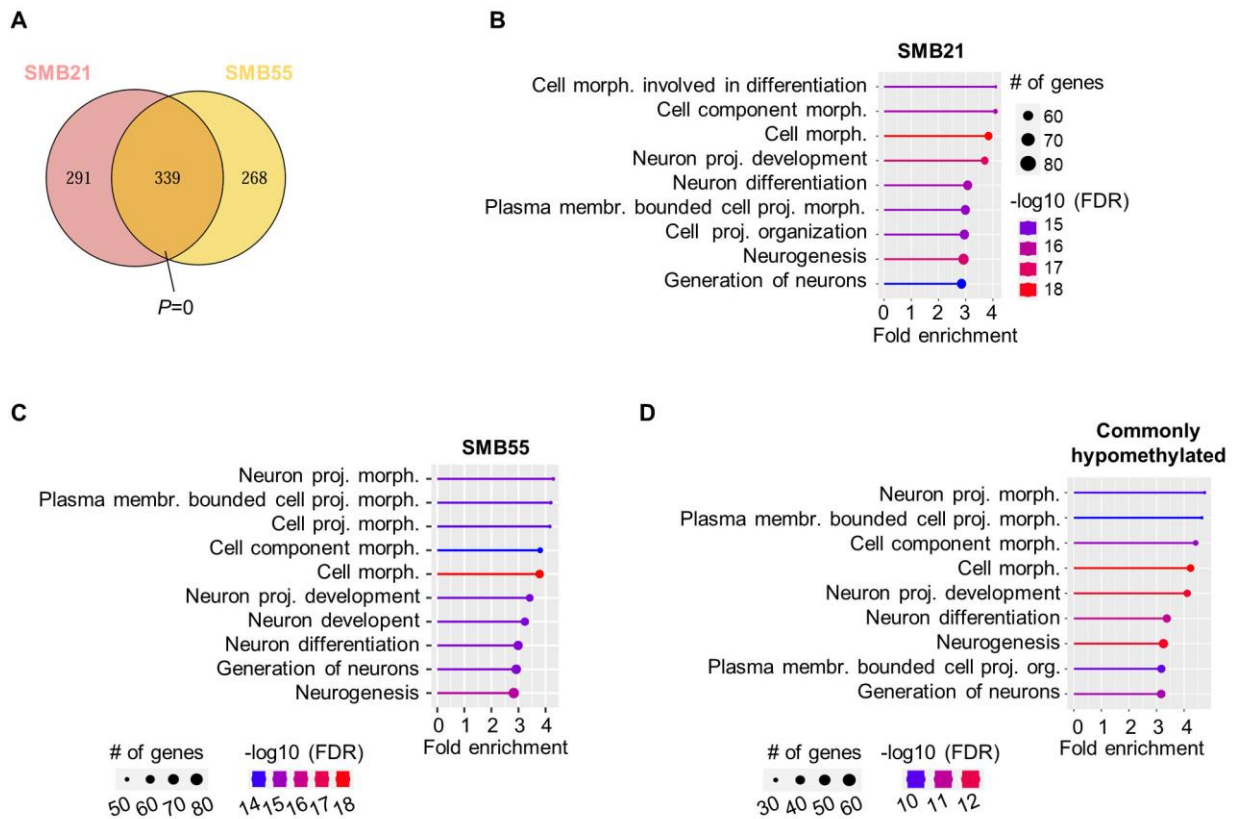 A
SMB21
SMB55
291
339
268
P=0
B
SMB21
Cell morph. involved in differentiation
Cell component morph.
Cell morph.
Neuron proj. development
Neuron differentiation
Plasma membr. bounded cell proj. morph.
Cell proj. organization
Neurogenesis
Generation of neurons
0 1 2 3 4
Fold enrichment
# of genes
60
70
80
-log10 (FDR)
15
16
17
18
C
SMB55
Neuron proj. morph.
Plasma membr. bounded cell proj. morph.
Cell proj. morph.
Cell component morph.
Cell morph.
Neuron proj. development
Neuron developent
Neuron differentiation
Generation of neurons
Neurogenesis
0 1 2 3 4
Fold enrichment
# of genes
50 60 70 80
-log10 (FDR)
14 15 16 17 18
D
Commonly
hypomethylated
Neuron proj. morph.
Plasma membr. bounded cell proj. morph.
Cell component morph.
Cell morph.
Neuron proj. development
Neuron differentiation
Neurogenesis
Plasma membr. bounded cell proj. org.
Generation of neurons
0 1 2 3 4
Fold enrichment
# of genes
30 40 50 60
-log10 (FDR)
10 11 12